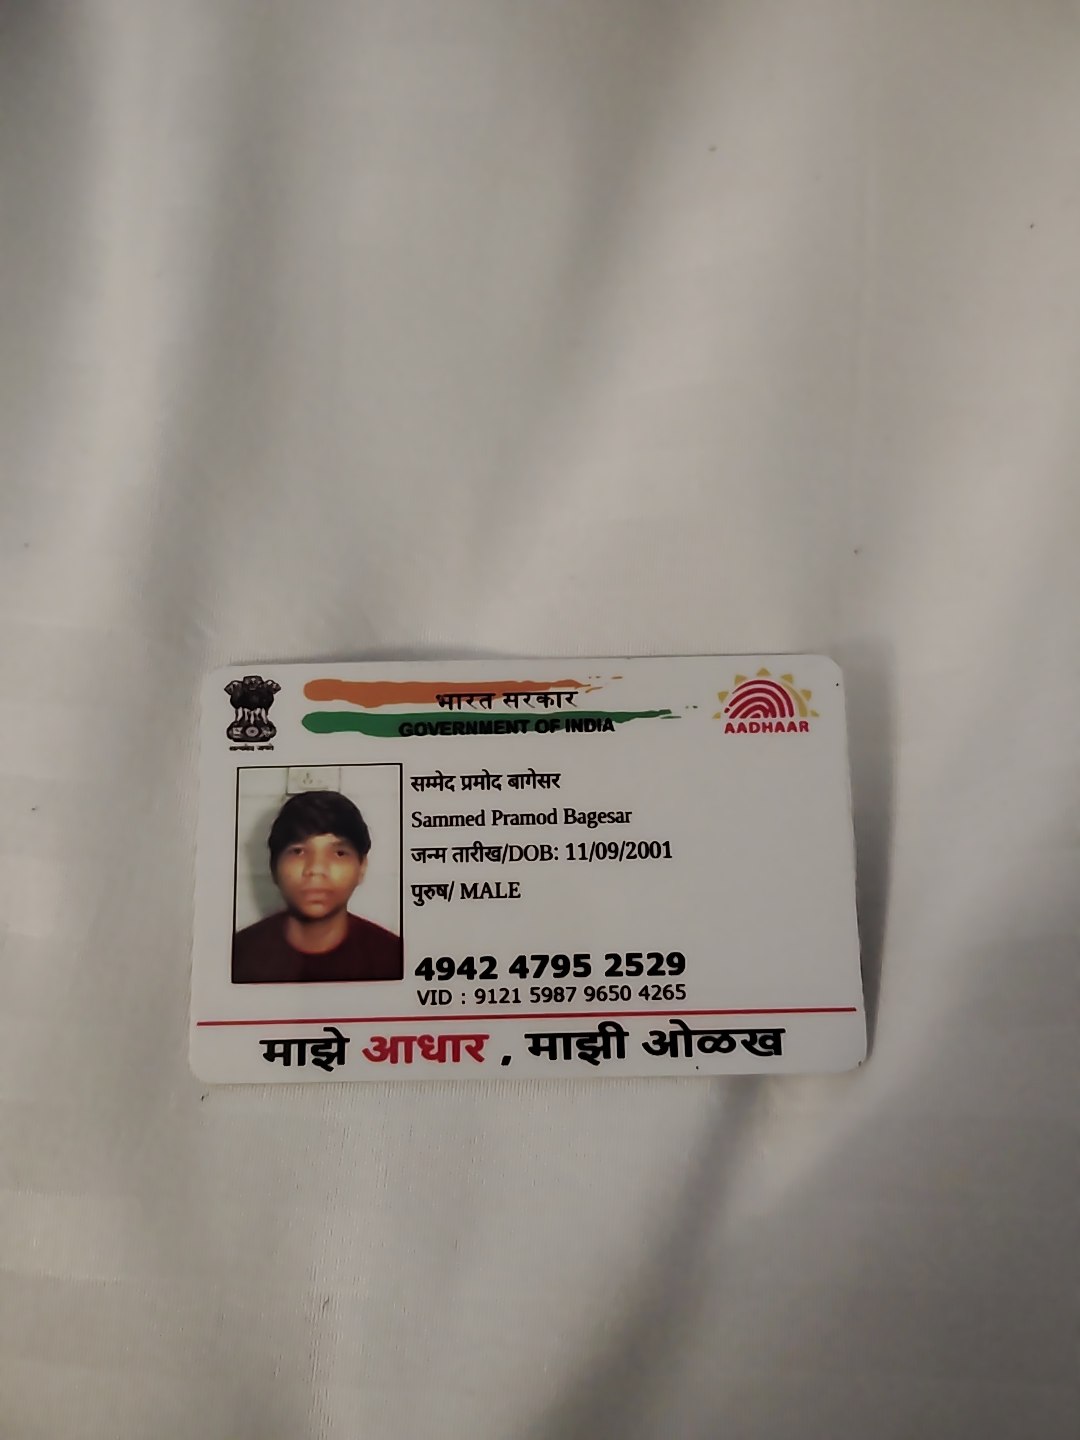 भारत सरकार
GOVERNMENT OF INDIA
AADHAAR
सम्मेद प्रमोद बागेसर
Sammed Pramod Bagesar
जन्म तारीख/DOB: 11/09/2001
पुरुष/ MALE
4942 4795 2529
VID : 9121 5987 9650 4265
माझे आधार , माझी ओळख